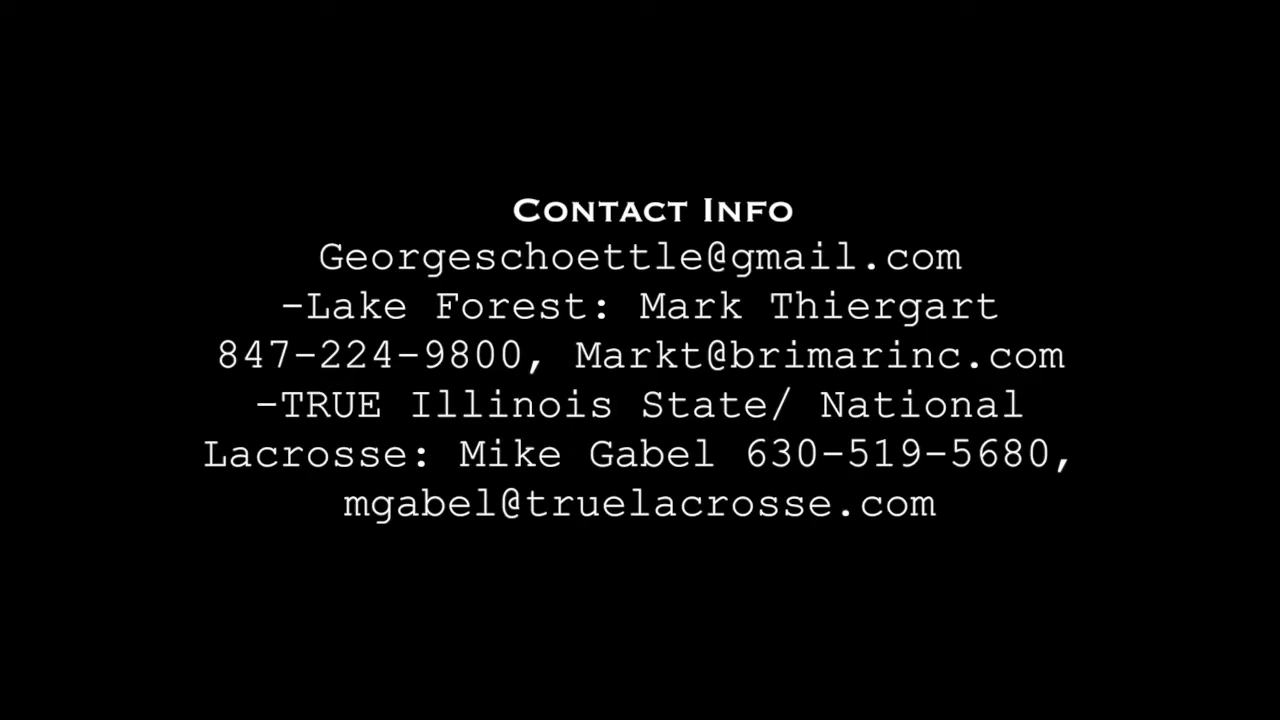 Contact Info
Georgeschoettle@gmail.com
-Lake Forest: Mark Thiergart
847-224-9800, Markt@brimarinc.com
-TRUE Illinois State/ National
Lacrosse: Mike Gabel 630-519-5680,
mgabel@truelacrosse.com